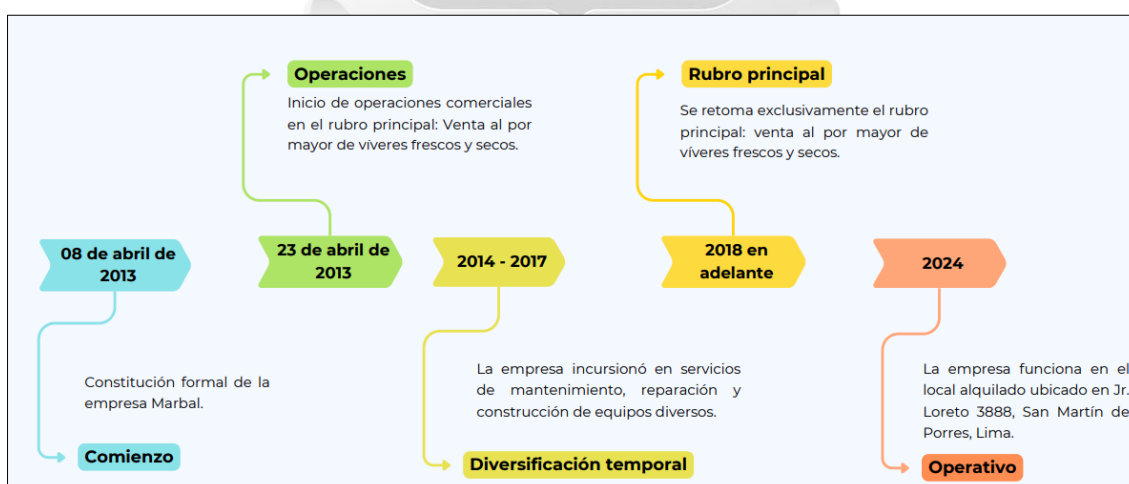 Operaciones
Inicio de operaciones comerciales
en el rubro principal: Venta al por
mayor de víveres frescos y secos.
Rubro principal
Se retoma exclusivamente el rubro
principal: venta al por mayor de
víveres frescos y secos.
08 de abril de
2013
23 de abril de
2013
2014 - 2017
2018 en
adelante
2024
Constitución formal de la
empresa Marbal.
Comienzo
La empresa incursionó en servicios
de mantenimiento, reparación y
construcción de equipos diversos.
Diversificación temporal
La empresa funciona en el
local alquilado ubicado en Jr.
Loreto 3888, San Martín de
Porres, Lima.
Operativo